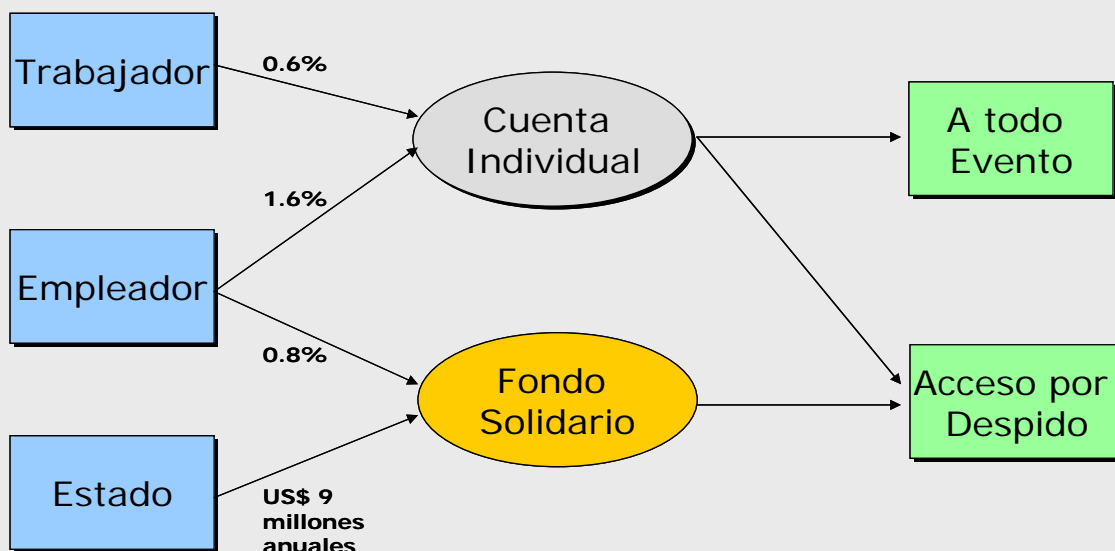 Trabajador
0.6%
Cuenta
Individual
A todo
Evento
1.6%
Empleador
0.8%
Fondo
Solidario
Acceso por
Despido
Estado
US$ 9
millones
anuales